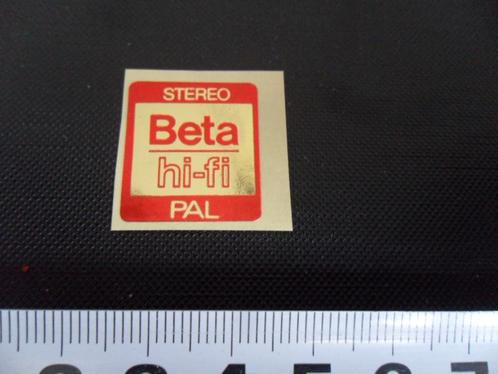 STEREO
Beta
hi-fi
PAL